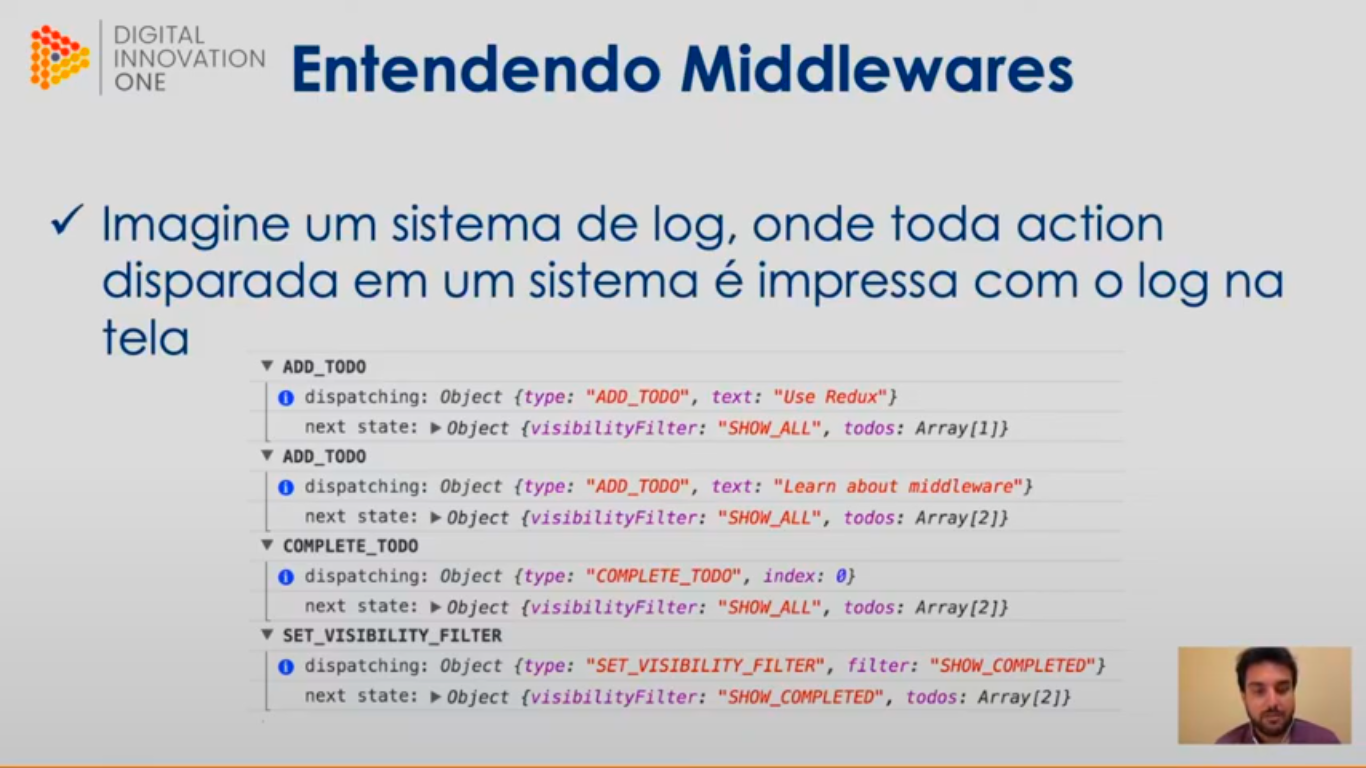 DIGITAL
INNOVATION
ONE
Entendendo Middlewares
✓ Imagine um sistema de log, onde toda action
disparada em um sistema é impressa com o log na
tela
▼ ADD_TODO
i dispatching: Object {type: "ADD_TODO", text: "Use Redux"}
next state: ▶ Object {visibilityFilter: "SHOW_ALL", todos: Array[1]}
▼ ADD_TODO
i dispatching: Object {type: "ADD_TODO", text: "Learn about middleware"}
next state: ▶ Object {visibilityFilter: "SHOW_ALL", todos: Array[2]}
▼ COMPLETE_TODO
i dispatching: Object {type: "COMPLETE_TODO", index: 0}
next state: ▶ Object {visibilityFilter: "SHOW_ALL", todos: Array[2]}
▼ SET_VISIBILITY_FILTER
i dispatching: Object {type: "SET_VISIBILITY_FILTER", filter: "SHOW_COMPLETED"}
next state: ▶ Object {visibilityFilter: "SHOW_COMPLETED", todos: Array[2]}